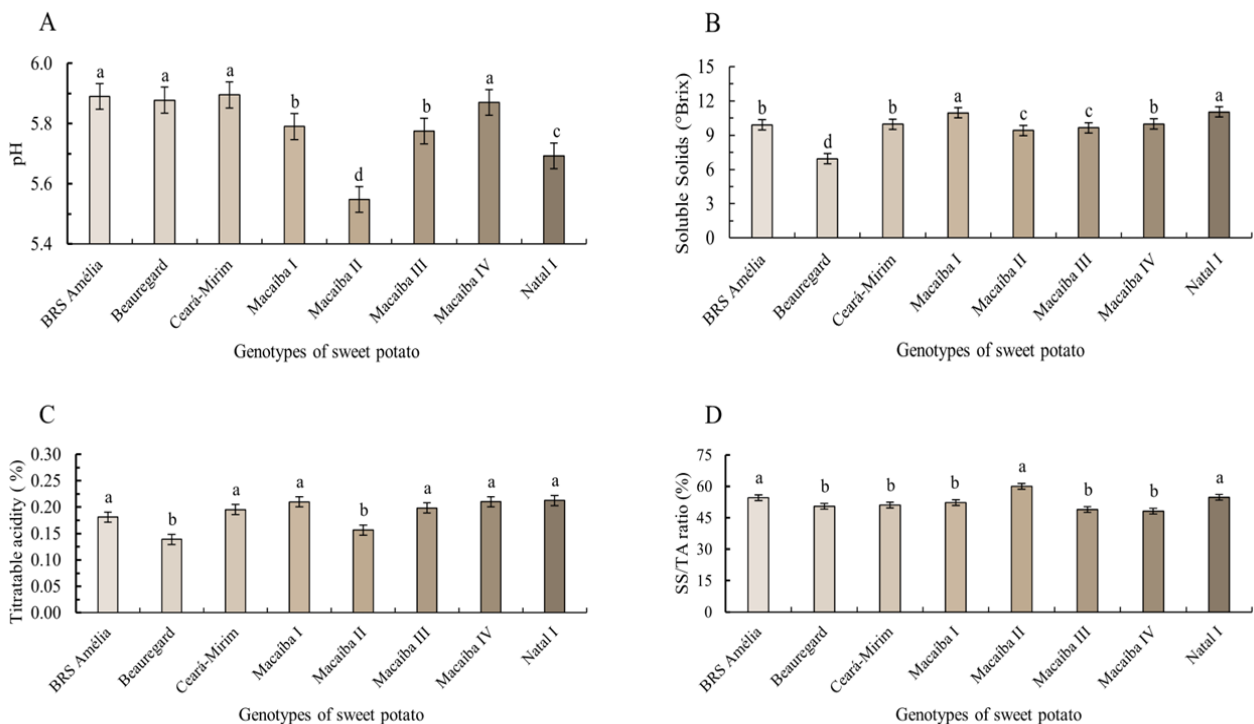 A
pH
6.0
5.8
5.6
5.4
a
a
a
b
d
b
a
c
BRS Amélia
Beauregard
Ceará-Mirim
Macaíba I
Macaíba II
Macaíba III
Macaíba IV
Natal I
Genotypes of sweet potato
B
Soluble Solids (°Brix)
15
12
9
6
3
0
b
d
b
a
c
c
b
a
BRS Amélia
Beauregard
Ceará-Mirim
Macaíba I
Macaíba II
Macaíba III
Macaíba IV
Natal I
Genotypes of sweet potato
C
Titratable acidity ( %)
0.30
0.25
0.20
0.15
0.10
0.05
0.00
a
b
a
a
b
a
a
a
BRS Amélia
Beauregard
Ceará-Mirim
Macaíba I
Macaíba II
Macaíba III
Macaíba IV
Natal I
Genotypes of sweet potato
D
SS/TA ratio (%)
75
60
45
30
15
0
a
b
b
b
a
b
b
a
BRS Amélia
Beauregard
Ceará-Mirim
Macaíba I
Macaíba II
Macaíba III
Macaíba IV
Natal I
Genotypes of sweet potato